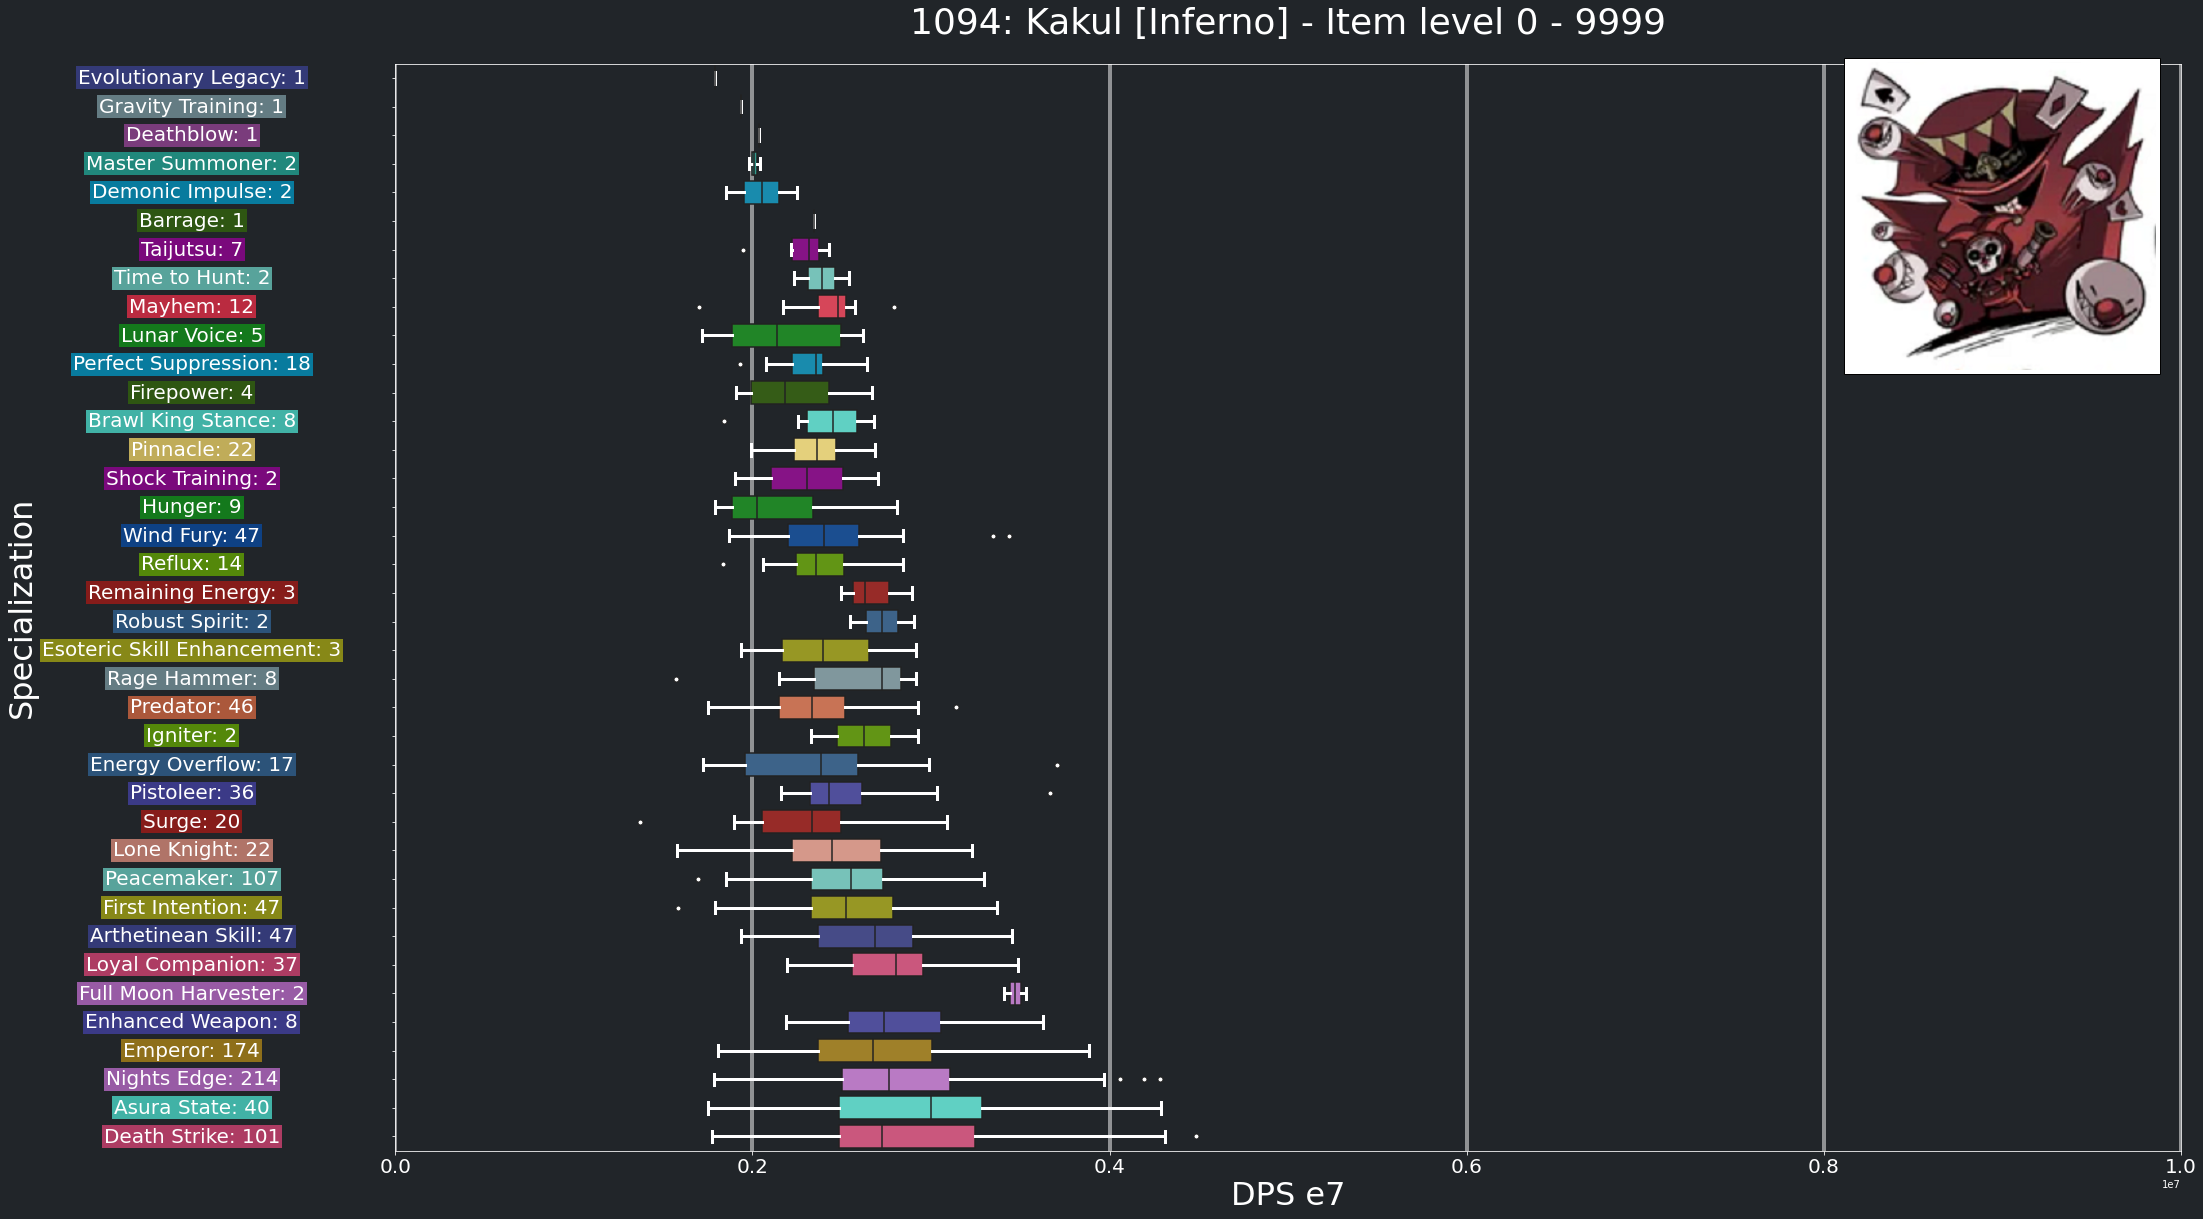 1094: Kakul [Inferno] - Item level 0 - 9999
Evolutionary Legacy: 1
Gravity Training: 1
Deathblow: 1
Master Summoner: 2
Demonic Impulse: 2
Barrage: 1
Taijutsu: 7
Time to Hunt: 2
Mayhem: 12
Lunar Voice: 5
Perfect Suppression: 18
Firepower: 4
Brawl King Stance: 8
Pinnacle: 22
Shock Training: 2
Hunger: 9
Wind Fury: 47
Reflux: 14
Remaining Energy: 3
Robust Spirit: 2
Esoteric Skill Enhancement: 3
Rage Hammer: 8
Predator: 46
Igniter: 2
Energy Overflow: 17
Pistoleer: 36
Surge: 20
Lone Knight: 22
Peacemaker: 107
First Intention: 47
Arthetinean Skill: 47
Loyal Companion: 37
Full Moon Harvester: 2
Enhanced Weapon: 8
Emperor: 174
Nights Edge: 214
Asura State: 40
Death Strike: 101
Specialization
0.0 0.2 0.4 0.6 0.8 1.0
1e7
DPS e7